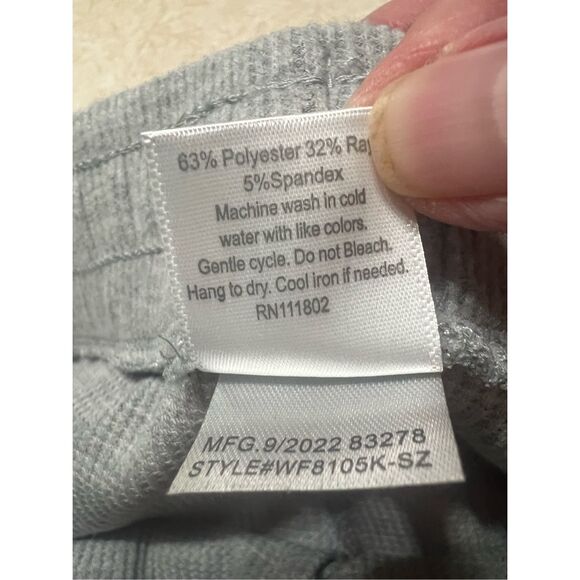 63% Polyester 32% Ray
5%Spandex
Machine wash in cold
water with like colors.
Gentle cycle. Do not Bleach.
Hang to dry. Cool iron if needed.
RN111802
MFG.9/2022 83278
STYLE#WF8105K-SZ